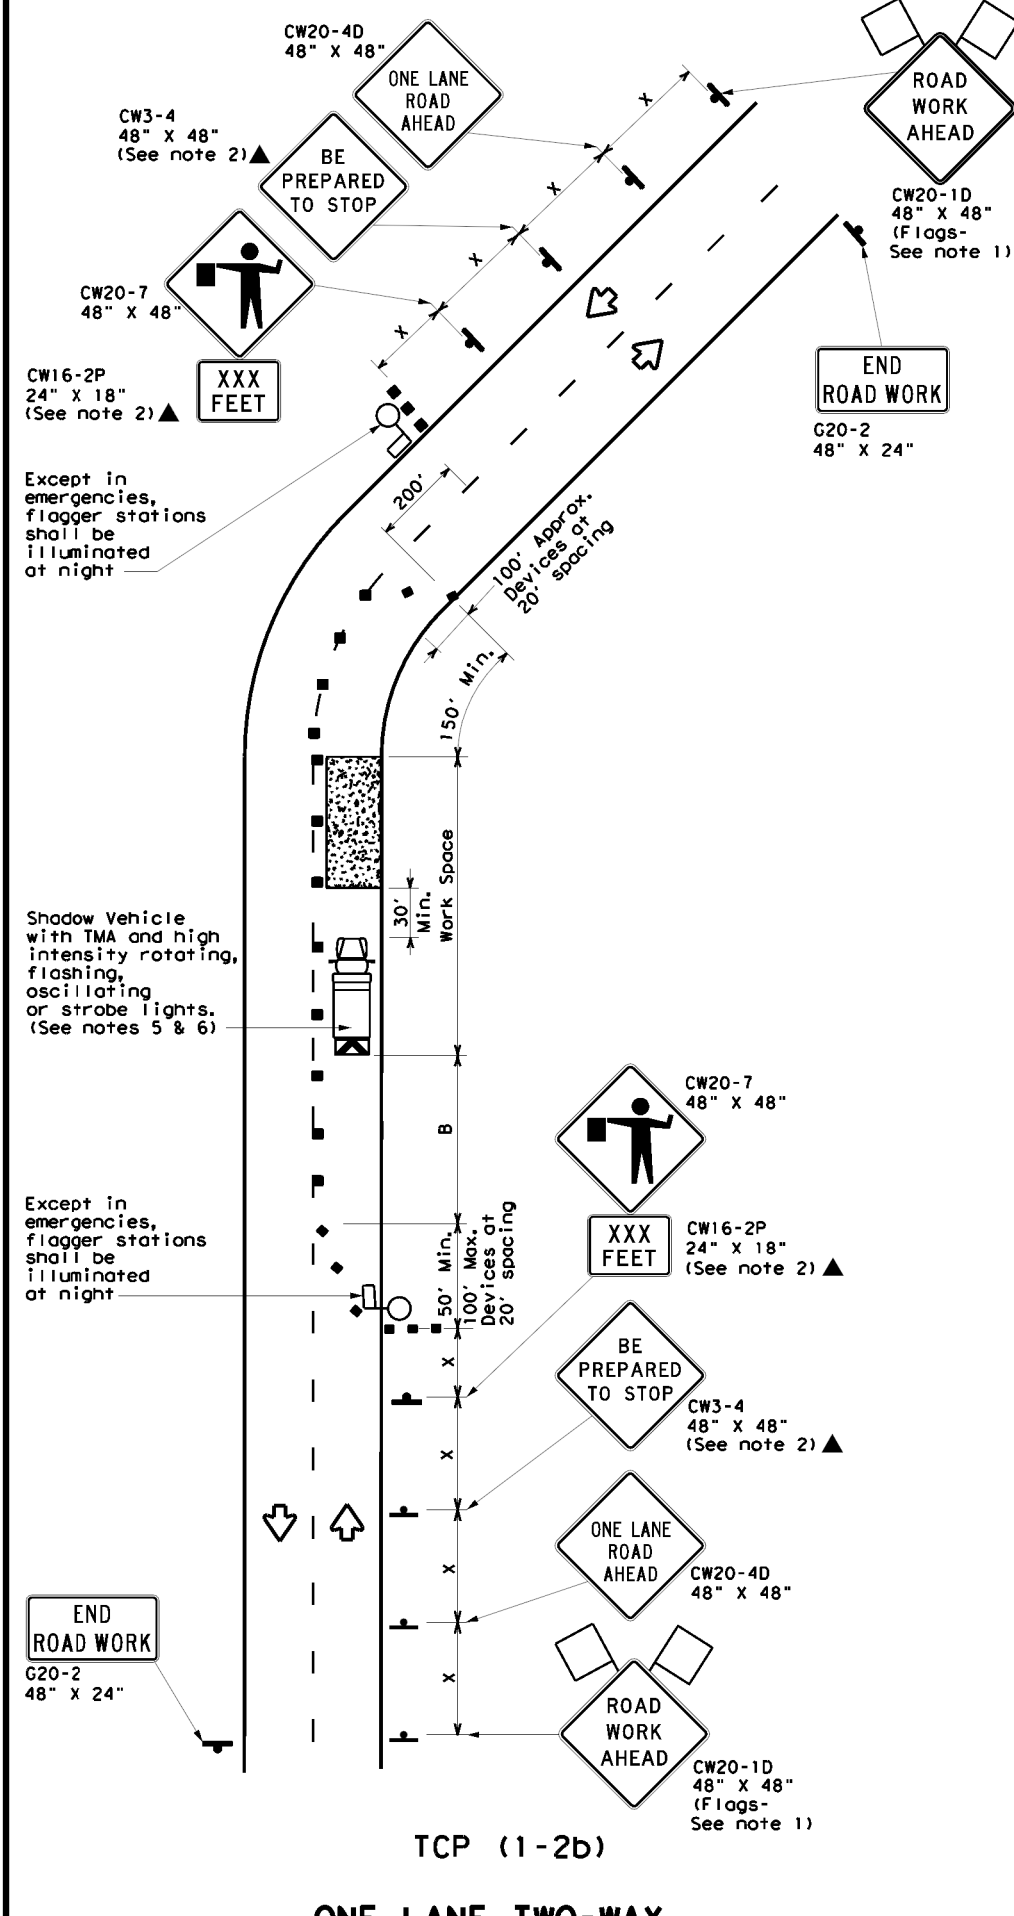 CW20-4D
48" X 48"
ONE LANE
ROAD
AHEAD
ROAD
WORK
AHEAD
CW20-1D
48" X 48"
(Flags-
See note 1)
CW3-4
48" X 48"
(See note 2)
BE
PREPARED
TO STOP
X
X
X
X
CW20-7
48" X 48"
XXX
FEET
CW16-2P
24" X 18"
(See note 2)
END
ROAD WORK
G20-2
48" X 24"
Except in
emergencies,
flagger stations
shall be
illuminated
at night
200'
100' Approx.
Devices at
20' spacing
150' Min.
Work Space
30'
Min.
Shadow Vehicle
with TMA and high
intensity rotating,
flashing,
oscillating
or strobe lights.
(See notes 5 & 6)
B
CW20-7
48" X 48"
XXX
FEET
CW16-2P
24" X 18"
(See note 2)
Except in
emergencies,
flagger stations
shall be
illuminated
at night
50' Min.
100' Max.
Devices at
20' spacing
X
X
X
X
BE
PREPARED
TO STOP
CW3-4
48" X 48"
(See note 2)
ONE LANE
ROAD
AHEAD
CW20-4D
48" X 48"
END
ROAD WORK
G20-2
48" X 24"
ROAD
WORK
AHEAD
CW20-1D
48" X 48"
(Flags-
See note 1)
TCP (1-2b)
ONE LANE TWO-WAY